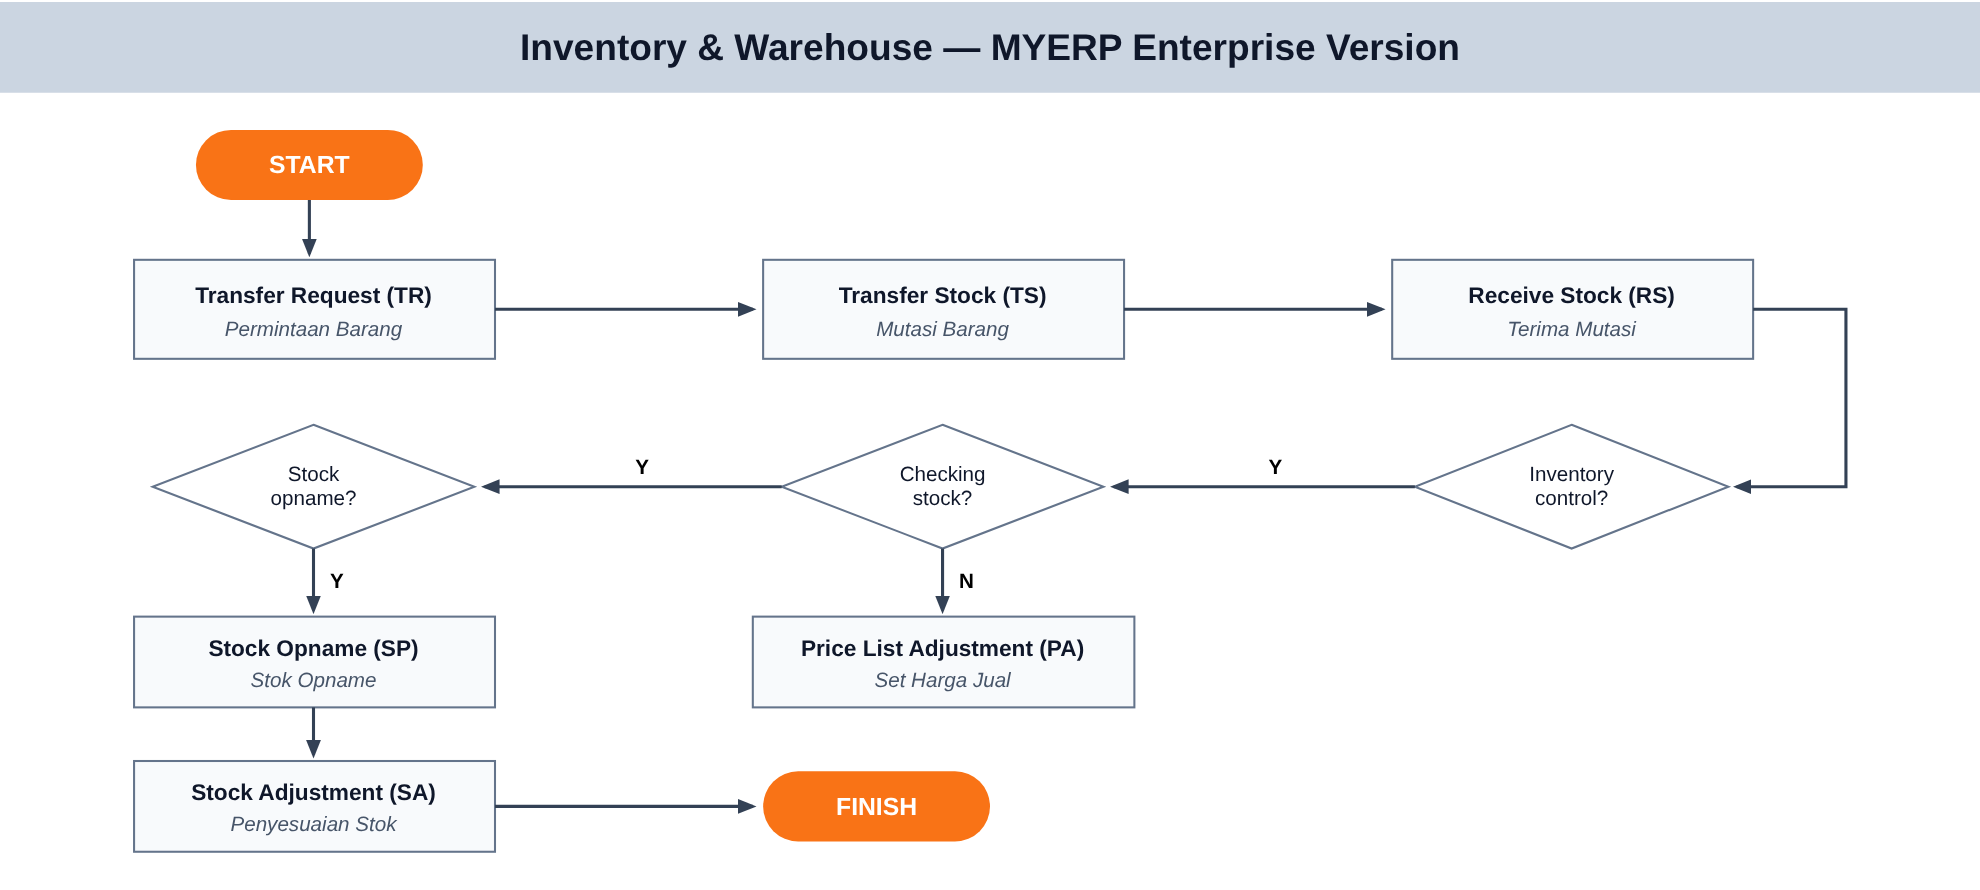 Inventory & Warehouse — MYERP Enterprise Version
START
Transfer Request (TR)
Permintaan Barang
Transfer Stock (TS)
Mutasi Barang
Receive Stock (RS)
Terima Mutasi
Inventory
control?
Y
Checking
stock?
Y
Stock
opname?
Y
N
Stock Opname (SP)
Stok Opname
Price List Adjustment (PA)
Set Harga Jual
Stock Adjustment (SA)
Penyesuaian Stok
FINISH